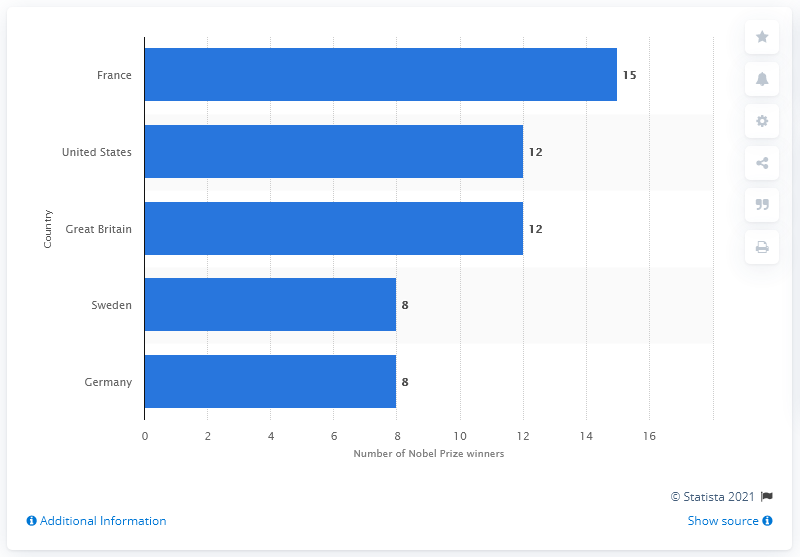 France
15
United States
12
Great Britain
12
Sweden
8
Germany
8
Country
0 2 4 6 8 10 12 14 16
Number of Nobel Prize winners
© Statista 2021
Additional Information
Show source